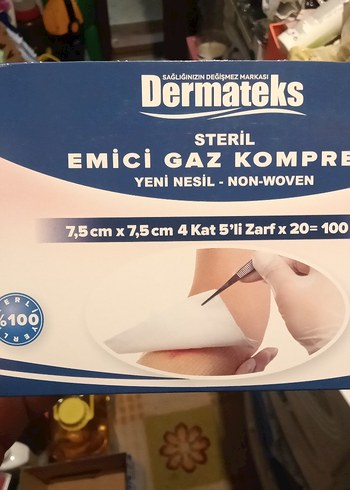 SAĞLIĞINIZIN DEĞİŞMEZ MARKASI
Dermateks
STERİL
EMİCİ GAZ KOMPRE
YENİ NESİL - NON-WOVEN
7,5 cm x 7,5 cm 4 Kat 5'li Zarf x 20= 100
%100
YERLİ